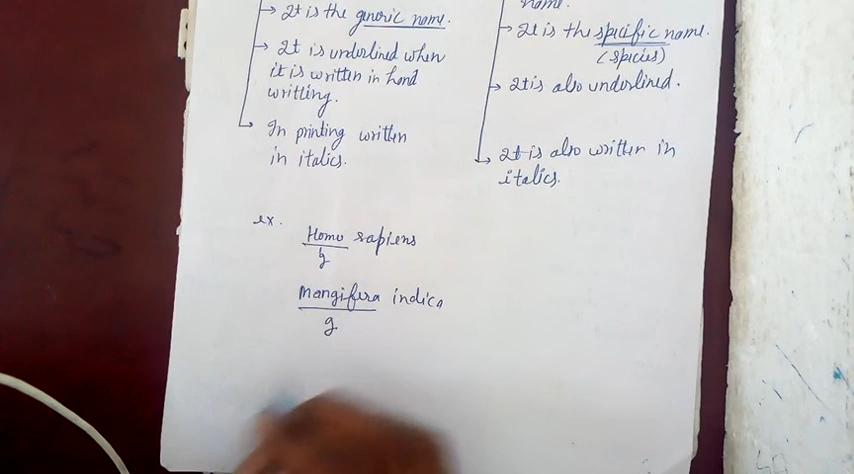 → It is the generic name.
→ It is underlined when
it is written in hand
writting.
→ In printing written
in italics.
name.
→ It is the specific name.
(species)
→ It is also underlined.
→ It is also written in
italics.
ex.
Homo sapiens
g
Mangifera indica
g